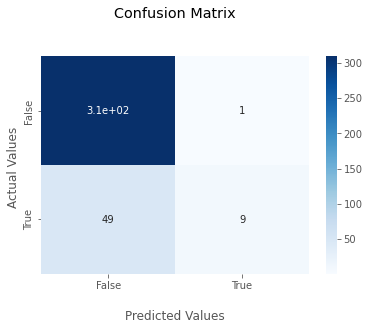 Confusion Matrix
300
250
200
150
100
50
False
3.1e+02
1
True
49
9
Actual Values
False
True
Predicted Values